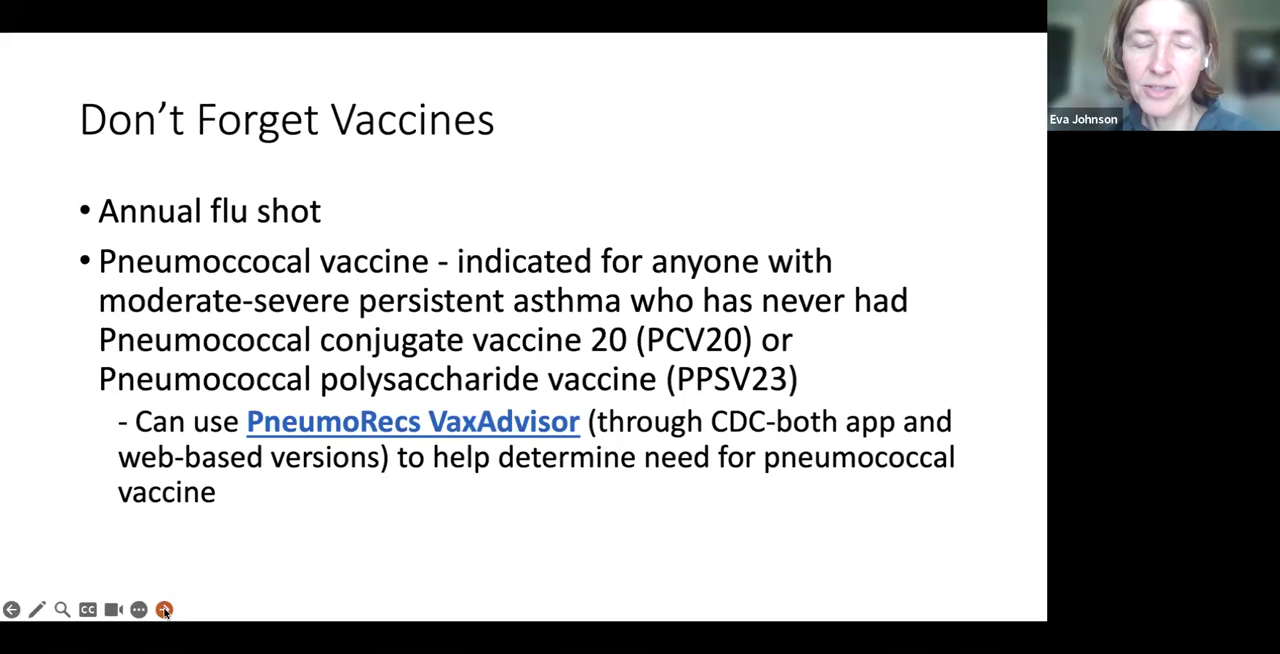 Don’t Forget Vaccines
• Annual flu shot
• Pneumoccocal vaccine - indicated for anyone with
moderate-severe persistent asthma who has never had
Pneumococcal conjugate vaccine 20 (PCV20) or
Pneumococcal polysaccharide vaccine (PPSV23)
- Can use PneumoRecs VaxAdvisor (through CDC-both app and
web-based versions) to help determine need for pneumococcal
vaccine
Eva Johnson
CC